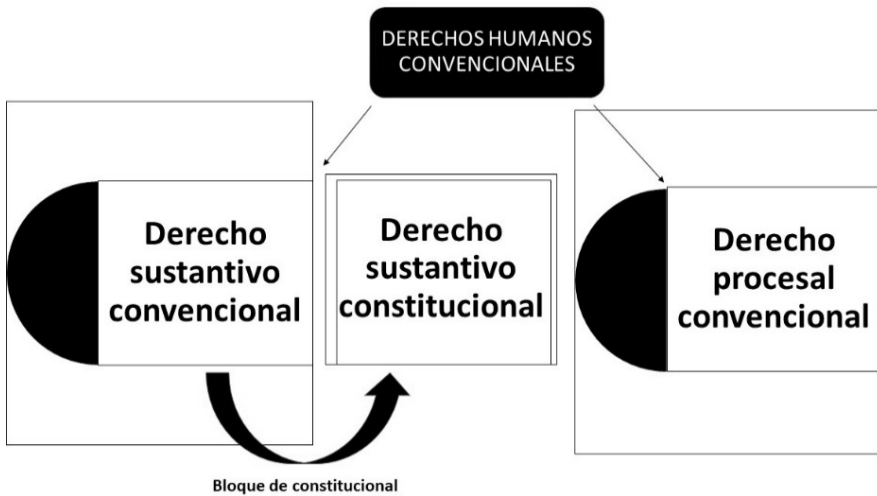 DERECHOS HUMANOS
CONVENCIONALES
Derecho
sustantivo
convencional
Derecho
sustantivo
constitucional
Derecho
procesal
convencional
Bloque de constitucional